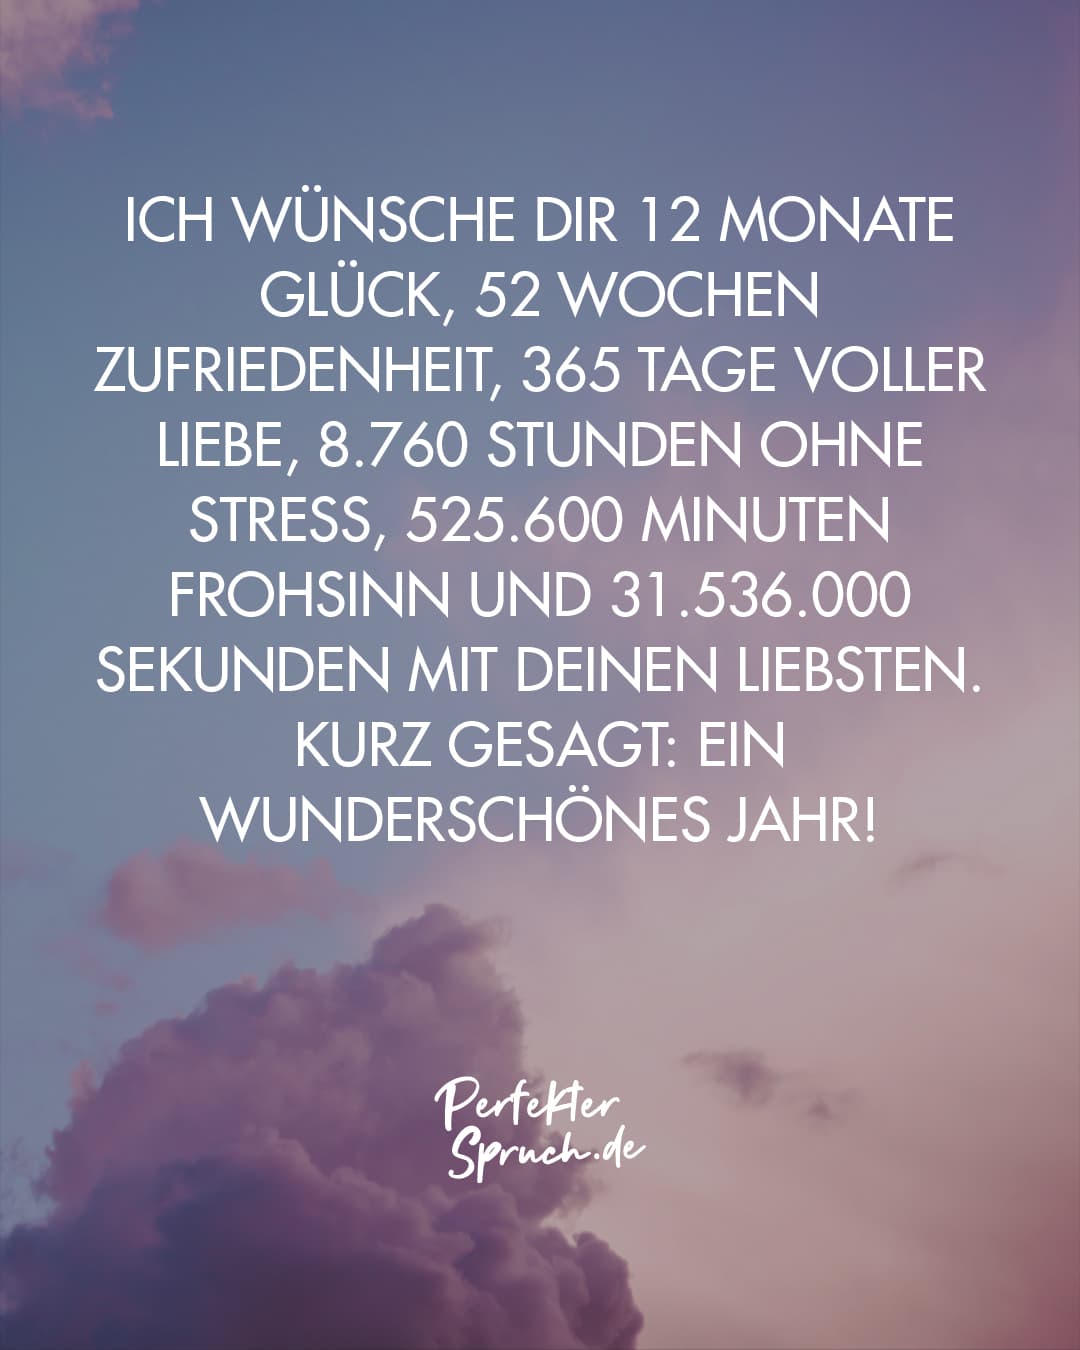 ICH WÜNSCHE DIR 12 MONATE
GLÜCK, 52 WOCHEN
ZUFRIEDENHEIT, 365 TAGE VOLLER
LIEBE, 8.760 STUNDEN OHNE
STRESS, 525.600 MINUTEN
FROHSINN UND 31.536.000
SEKUNDEN MIT DEINEN LIEBSTEN.
KURZ GESAGT: EIN
WUNDERSCHÖNES JAHR!
Perfekter
Spruch.de